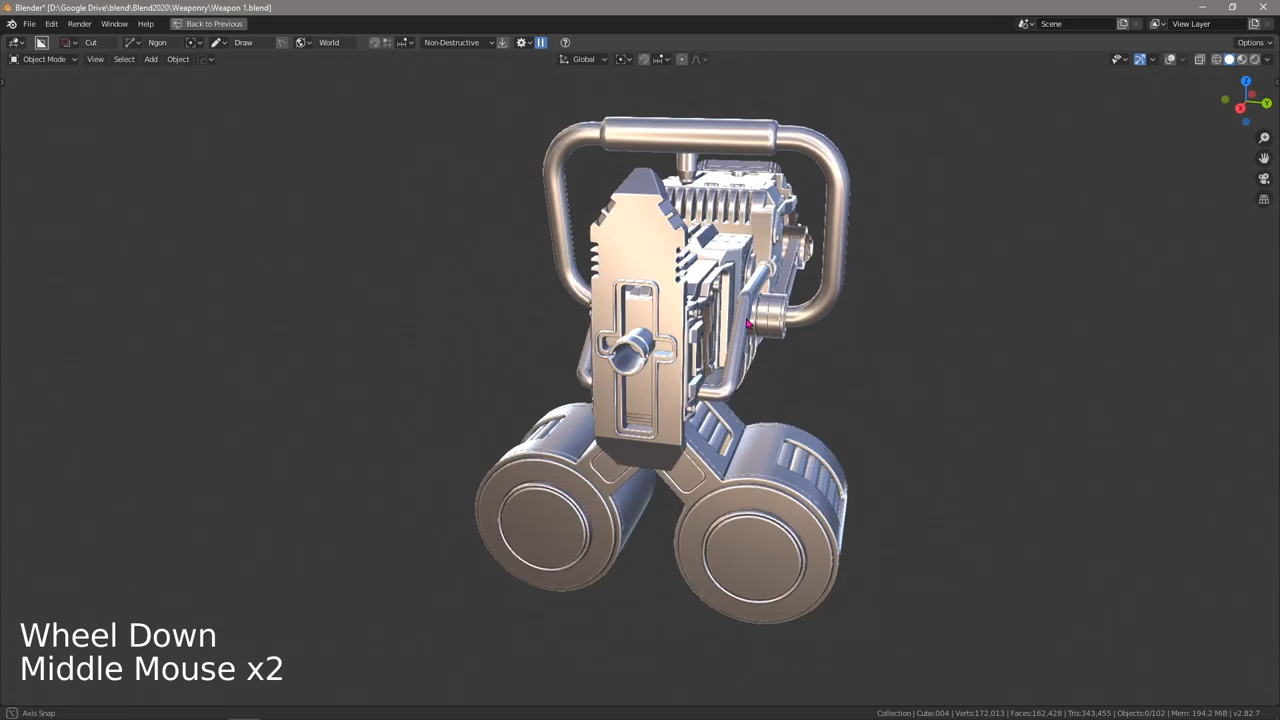 Blender* [D:\Google Drive\blend\Blend2020\Weaponry\Weapon 1.blend]
File Edit Render Window Help Back to Previous Scene View Layer
Cut Ngon Draw World Non-Destructive Options
Object Mode View Select Add Object Global
Z
Y
X
Wheel Down
Middle Mouse x2
Axis Snap Collection | Cube.004 | Verts:172,013 | Faces:162,428 | Tris:343,455 | Objects:0/102 | Mem: 194.2 MiB | v2.82.7